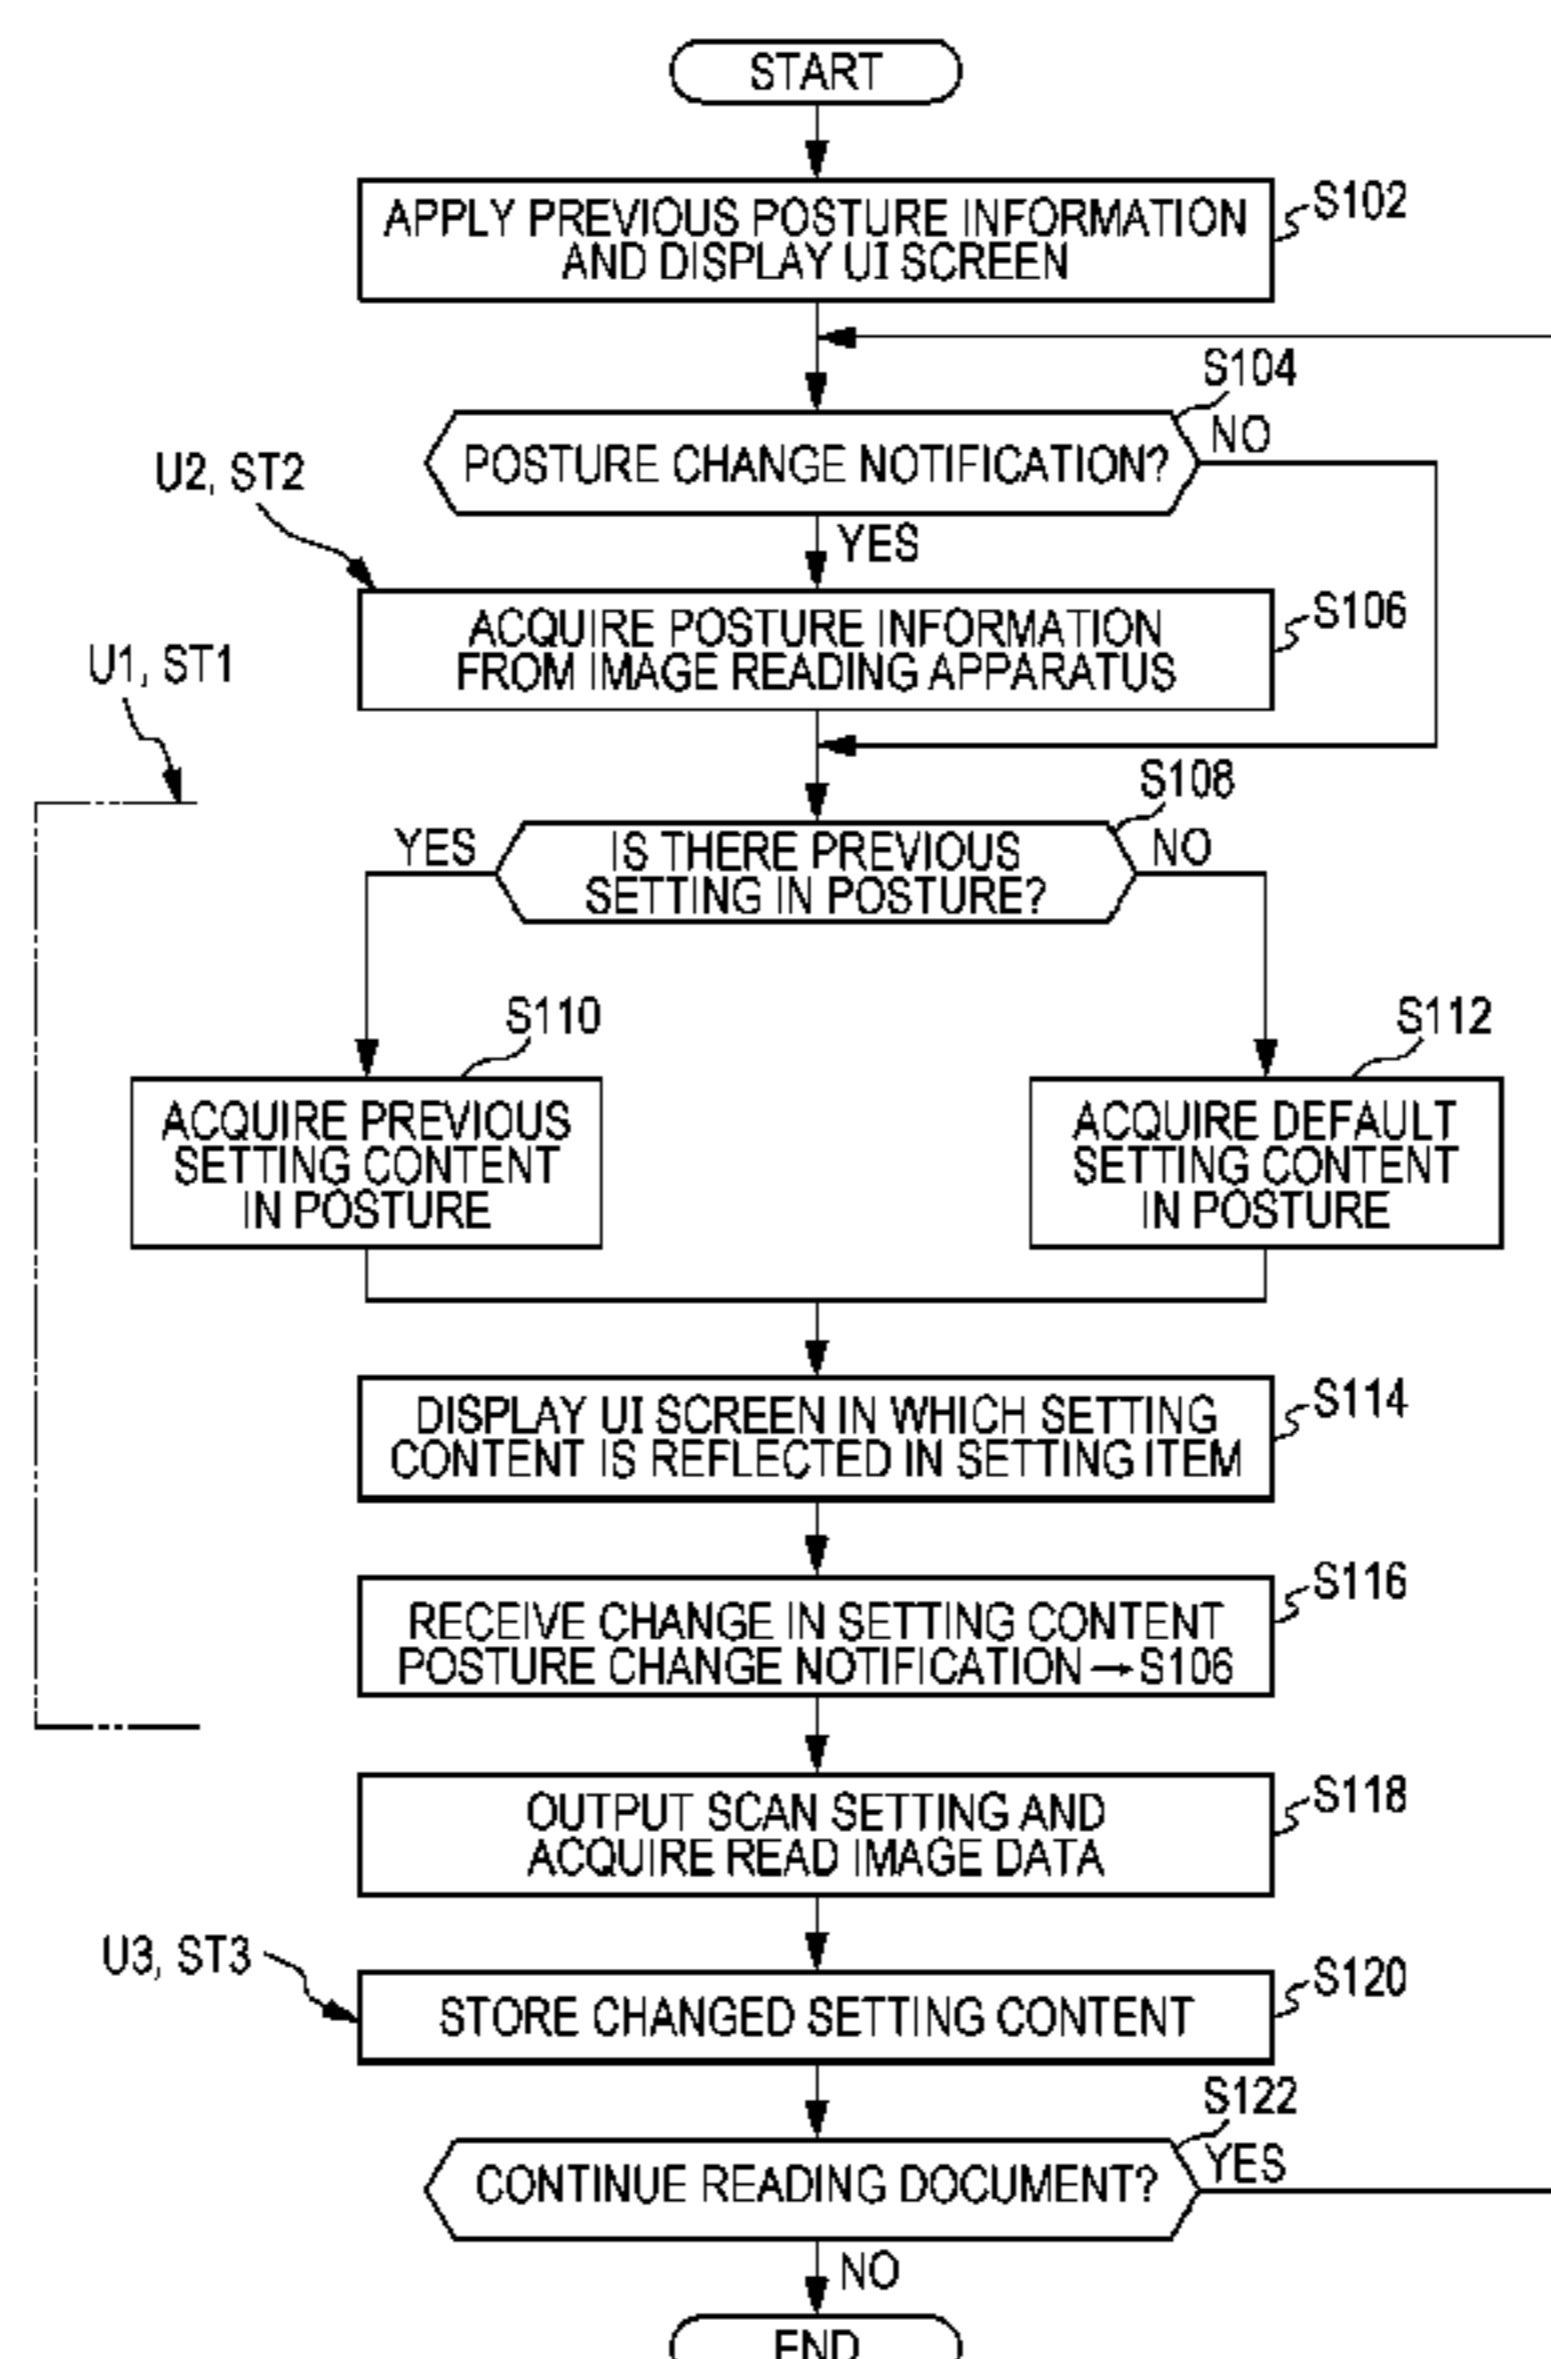 START
APPLY PREVIOUS POSTURE INFORMATION
AND DISPLAY UI SCREEN
S102
S104
POSTURE CHANGE NOTIFICATION?
NO
U2, ST2
YES
ACQUIRE POSTURE INFORMATION
FROM IMAGE READING APPARATUS
S106
U1, ST1
S108
YES
IS THERE PREVIOUS
SETTING IN POSTURE?
NO
S110
S112
ACQUIRE PREVIOUS
SETTING CONTENT
IN POSTURE
ACQUIRE DEFAULT
SETTING CONTENT
IN POSTURE
DISPLAY UI SCREEN IN WHICH SETTING
CONTENT IS REFLECTED IN SETTING ITEM
S114
RECEIVE CHANGE IN SETTING CONTENT
POSTURE CHANGE NOTIFICATION → S106
S116
OUTPUT SCAN SETTING AND
ACQUIRE READ IMAGE DATA
S118
U3, ST3
STORE CHANGED SETTING CONTENT
S120
S122
CONTINUE READING DOCUMENT?
YES
NO
END